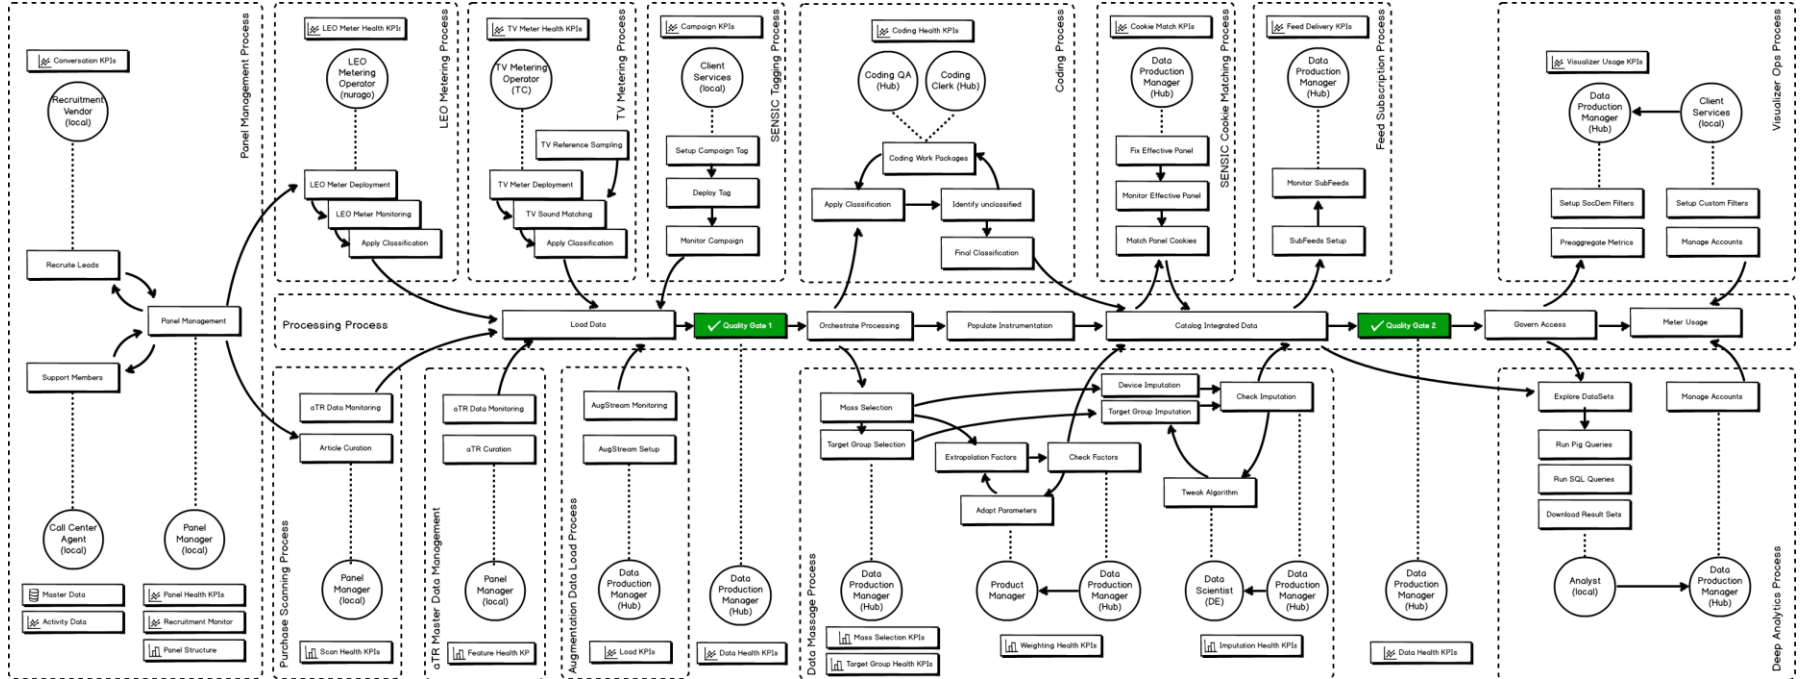 Panel Management Process
Conversation KPIs
Recruitment
Vendor
(local)
Recruite Leads
Panel Management
Support Members
Call Center
Agent
(local)
Panel
Manager
(local)
Master Data
Activity Data
Panel Health KPIs
Recruitment Monitor
Panel Structure
LEO Metering Process
LEO Meter Health KPIs
LEO
Metering
Operator
(nurago)
LEO Meter Deployment
LEO Meter Monitoring
Apply Classification
TV Metering Process
TV Meter Health KPIs
TV Metering
Operator
(TC)
TV Reference Sampling
TV Meter Deployment
TV Sound Matching
Apply Classification
SENSIC Tagging Process
Campaign KPIs
Client
Services
(local)
Setup Campaign Tag
Deploy Tag
Monitor Campaign
Coding Process
Coding Health KPIs
Coding QA
(Hub)
Coding
Clerk (Hub)
Coding Work Packages
Apply Classification
Identify unclassified
Final Classification
SENSIC Cookie Matching Process
Cookie Match KPIs
Data
Production
Manager
(Hub)
Fix Effective Panel
Monitor Effective Panel
Match Panel Cookies
Feed Subscription Process
Feed Delivery KPIs
Data
Production
Manager
(Hub)
Monitor SubFeeds
SubFeeds Setup
Visualizer Ops Process
Visualizer Usage KPIs
Data
Production
Manager
(Hub)
Client
Services
(local)
Setup SocDem Filters
Setup Custom Filters
Preaggregate Metrics
Manage Accounts
Processing Process
Load Data
Quality Gate 1
Orchestrate Processing
Populate Instrumentation
Catalog Integrated Data
Quality Gate 2
Govern Access
Meter Usage
Purchase Scanning Process
aTR Data Monitoring
Article Curation
Panel
Manager
(local)
Scan Health KPIs
aTR Master Data Management
aTR Data Monitoring
aTR Curation
Panel
Manager
(local)
Feature Health KP
Augmentation Data Load Process
AugStream Monitoring
AugStream Setup
Data
Production
Manager
(Hub)
Load KPIs
Data
Production
Manager
(Hub)
Data Health KPIs
Data Massage Process
Mass Selection
Target Group Selection
Device Imputation
Target Group Imputation
Check Imputation
Extrapolation Factors
Check Factors
Adapt Parameters
Tweak Algorithm
Data
Production
Manager
(Hub)
Product
Manager
Data
Production
Manager
(Hub)
Data
Scientist
(DE)
Data
Production
Manager
(Hub)
Mass Selection KPIs
Target Group Health KPIs
Weighting Health KPIs
Imputation Health KPIs
Data
Production
Manager
(Hub)
Data Health KPIs
Deep Analytics Process
Explore DataSets
Manage Accounts
Run Pig Queries
Run SQL Queries
Download Result Sets
Analyst
(local)
Data
Production
Manager
(Hub)